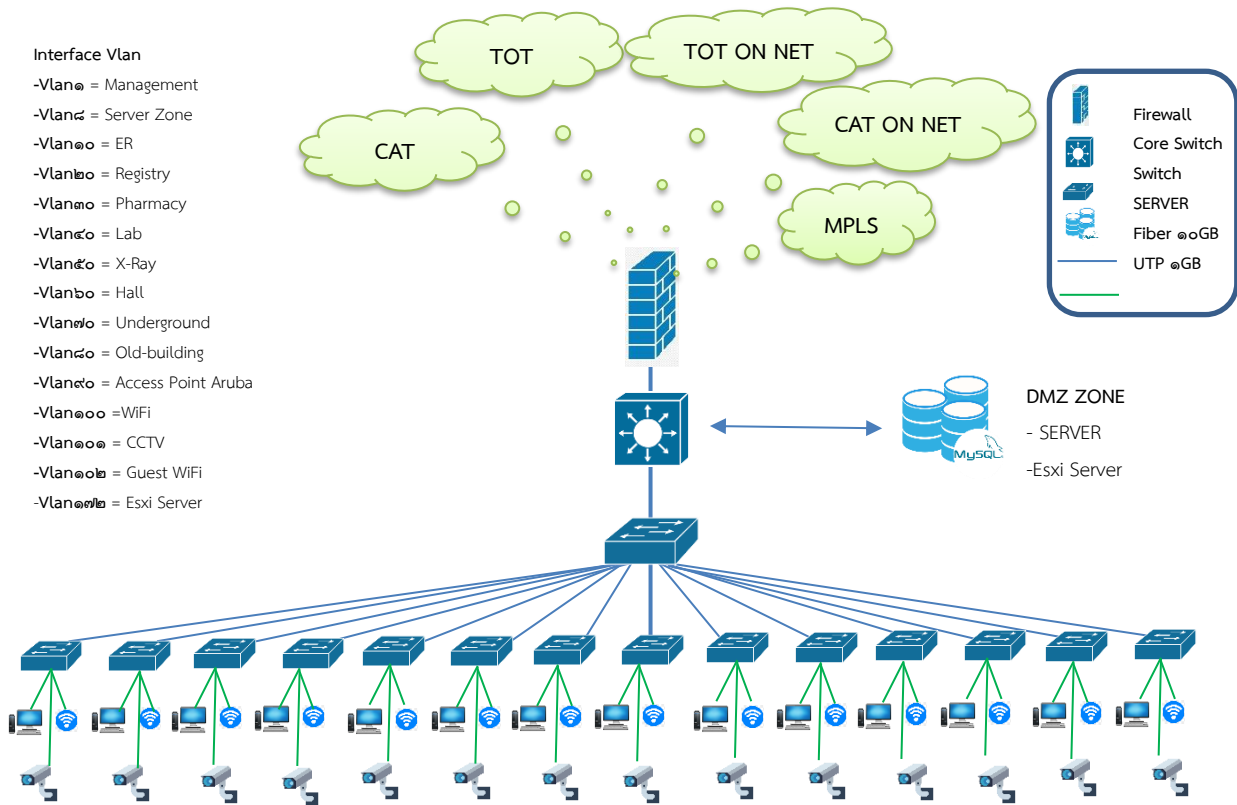 Interface Vlan
-Vlan๑ = Management
-Vlan๘ = Server Zone
-Vlan๑๐ = ER
-Vlan๒๐ = Registry
-Vlan๓๐ = Pharmacy
-Vlan๔๐ = Lab
-Vlan๕๐ = X-Ray
-Vlan๖๐ = Hall
-Vlan๗๐ = Underground
-Vlan๘๐ = Old-building
-Vlan๙๐ = Access Point Aruba
-Vlan๑๐๐ =WiFi
-Vlan๑๐๑ = CCTV
-Vlan๑๐๒ = Guest WiFi
-Vlan๑๗๒ = Esxi Server
TOT
TOT ON NET
CAT
CAT ON NET
MPLS
Firewall
Core Switch
Switch
SERVER
Fiber ๑๐GB
UTP ๑GB
MySQL
DMZ ZONE
- SERVER
-Esxi Server